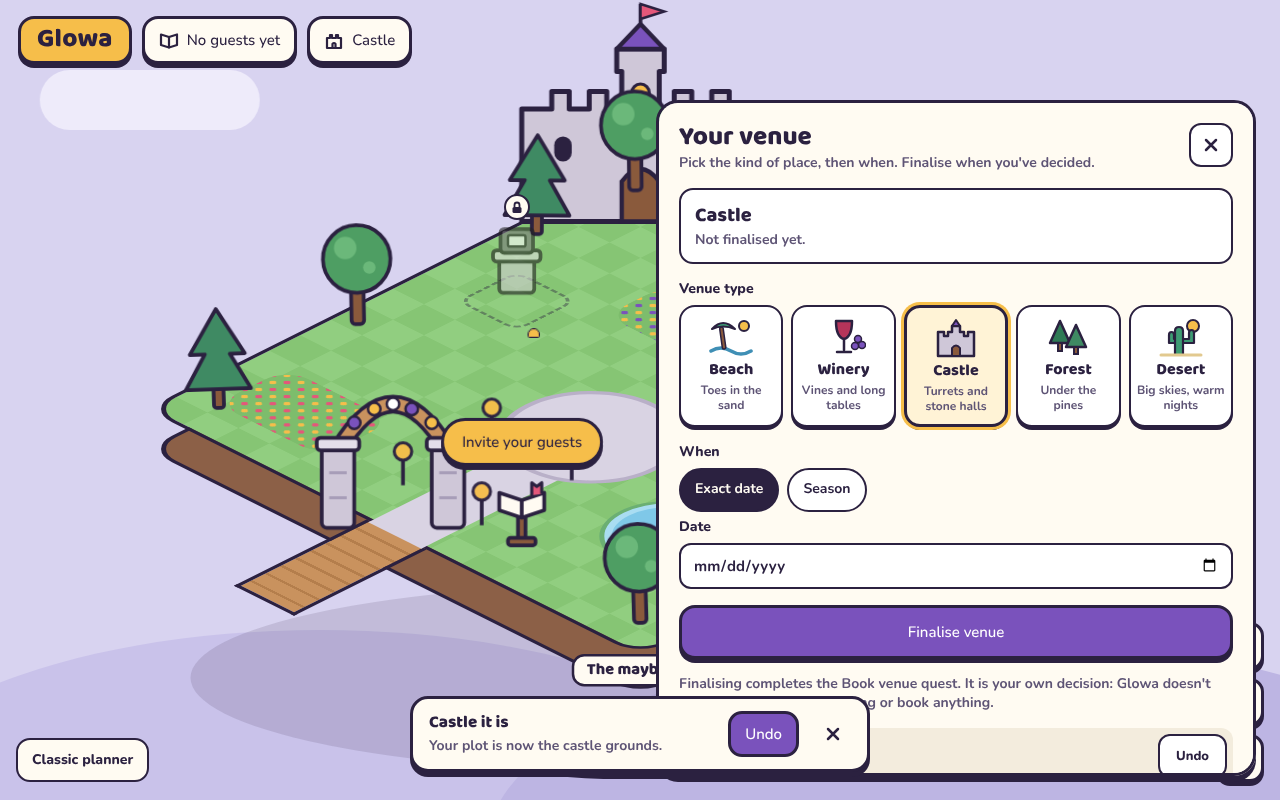 Glowa
No guests yet
Castle
Your venue
Pick the kind of place, then when. Finalise when you've decided.
Castle
Not finalised yet.
Venue type
Beach
Toes in the
sand
Winery
Vines and long
tables
Castle
Turrets and
stone halls
Forest
Under the
pines
Desert
Big skies, warm
nights
Invite your guests
When
Exact date
Season
Date
mm/dd/yyyy
Finalise venue
The mayb
Finalising completes the Book venue quest. It is your own decision: Glowa doesn't
or book anything.
Castle it is
Your plot is now the castle grounds.
Undo
Undo
Classic planner